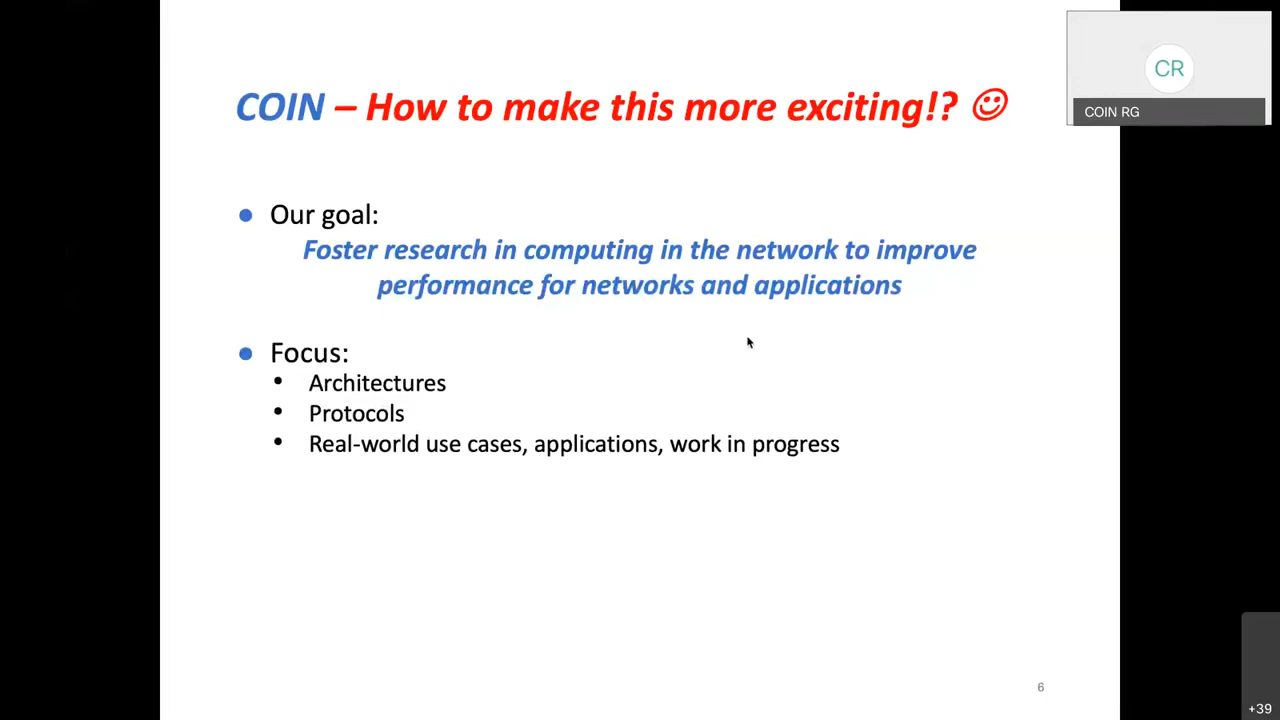 COIN – How to make this more exciting!? ☺
CR
COIN RG
● Our goal:
Foster research in computing in the network to improve
performance for networks and applications
● Focus:
• Architectures
• Protocols
• Real-world use cases, applications, work in progress
6
+39